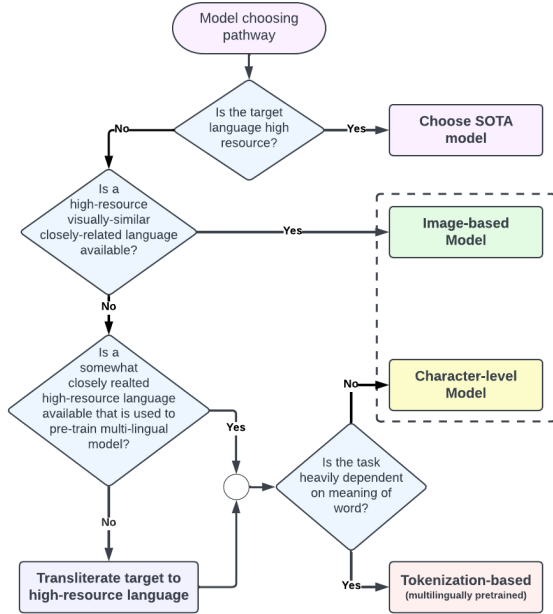 Model choosing
pathway
Is the target
language high
resource?
No
Yes
Choose SOTA
model
Is a
high-resource
visually-similar
closely-related language
available?
Yes
Image-based
Model
No
Is a
somewhat
closely realted
high-resource language
available that is used to
pre-train multi-lingual
model?
Yes
No
Character-level
Model
Is the task
heavily dependent
on meaning of
word?
No
Transliterate target to
high-resource language
Yes
Tokenization-based
(multilingually pretrained)